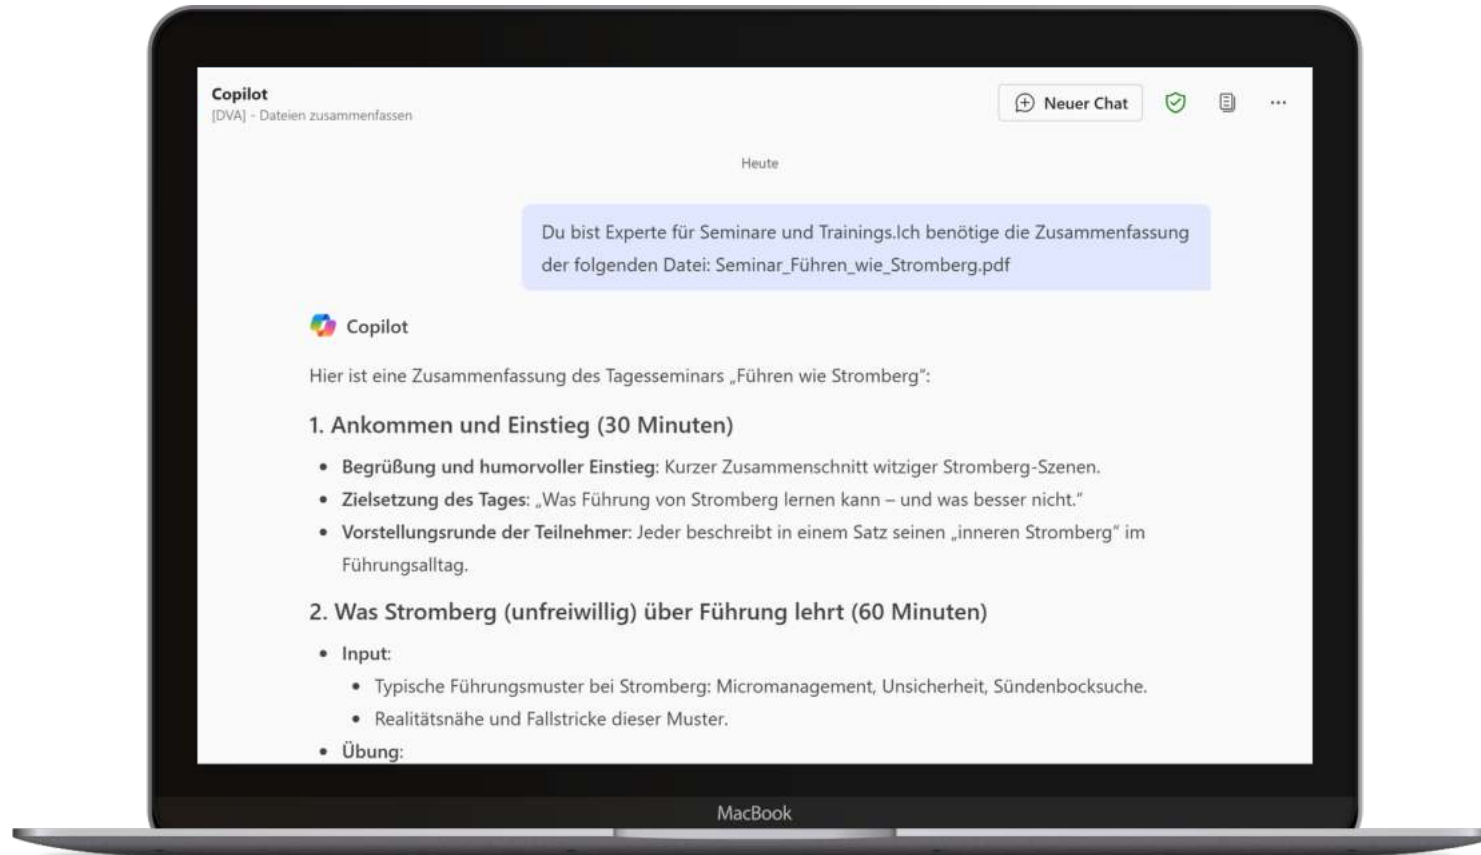 Copilot
[DVA] - Dateien zusammenfassen
Neuer Chat
Heute
Du bist Experte für Seminare und Trainings.Ich benötige die Zusammenfassung
der folgenden Datei: Seminar_Führen_wie_Stromberg.pdf
Copilot
Hier ist eine Zusammenfassung des Tagesseminars „Führen wie Stromberg“:
1. Ankommen und Einstieg (30 Minuten)
• Begrüßung und humorvoller Einstieg: Kurzer Zusammenschnitt witziger Stromberg-Szenen.
• Zielsetzung des Tages: „Was Führung von Stromberg lernen kann – und was besser nicht.“
• Vorstellungsrunde der Teilnehmer: Jeder beschreibt in einem Satz seinen „inneren Stromberg“ im
Führungsalltag.
2. Was Stromberg (unfreiwillig) über Führung lehrt (60 Minuten)
• Input:
• Typische Führungsmuster bei Stromberg: Micromanagement, Unsicherheit, Sündenbocksuche.
• Realitätsnähe und Fallstricke dieser Muster.
• Übung:
MacBook